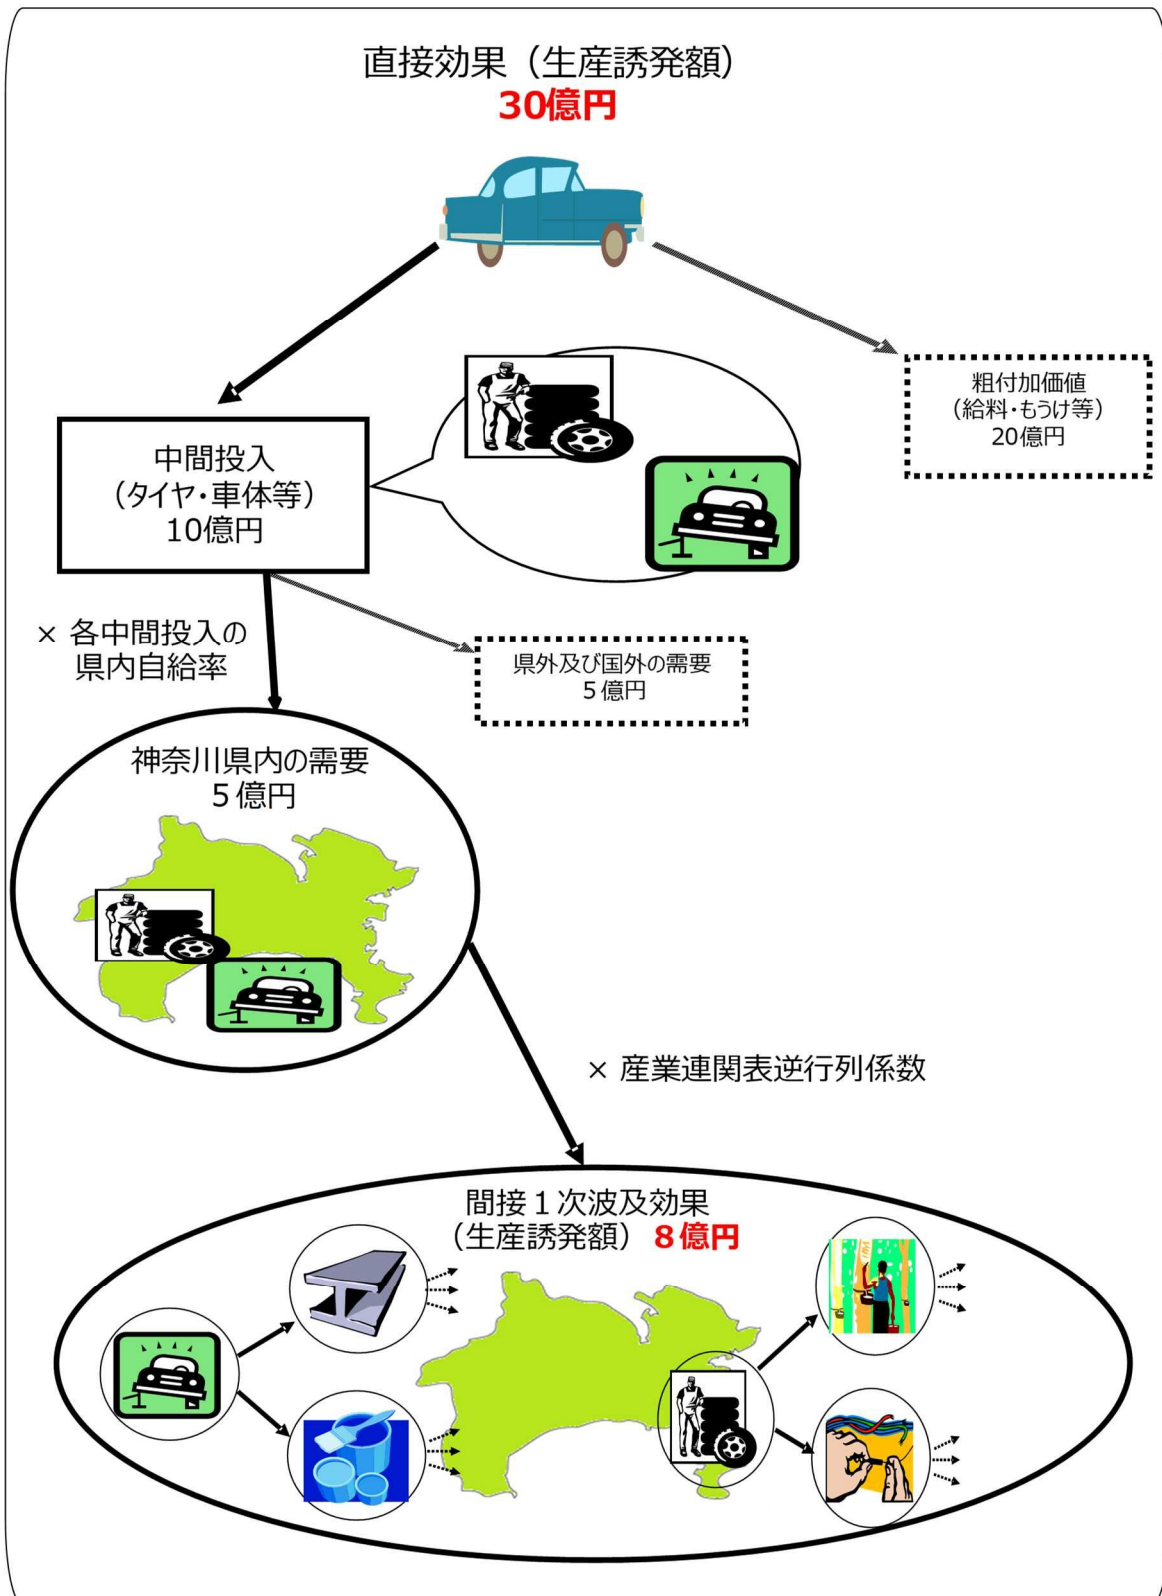 直接効果（生産誘発額）
30億円
粗付加価値
（給料・もうけ等）
20億円
中間投入
（タイヤ・車体等）
10億円
× 各中間投入の
県内自給率
県外及び国外の需要
５億円
神奈川県内の需要
５億円
× 産業連関表逆行列係数
間接１次波及効果
（生産誘発額）８億円